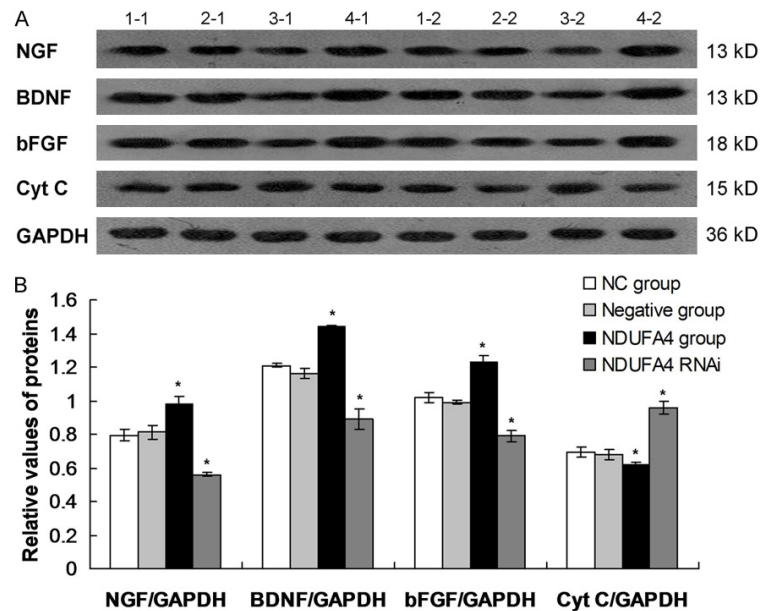 A
1-1 2-1 3-1 4-1 1-2 2-2 3-2 4-2
NGF 13 kD
BDNF 13 kD
bFGF 18 kD
Cyt C 15 kD
GAPDH 36 kD
B
NC group
Negative group
NDUFA4 group
NDUFA4 RNAi
Relative values of proteins
1.6
1.4
1.2
1
0.8
0.6
0.4
0.2
0
* *
* *
* *
* *
NGF/GAPDH BDNF/GAPDH bFGF/GAPDH Cyt C/GAPDH